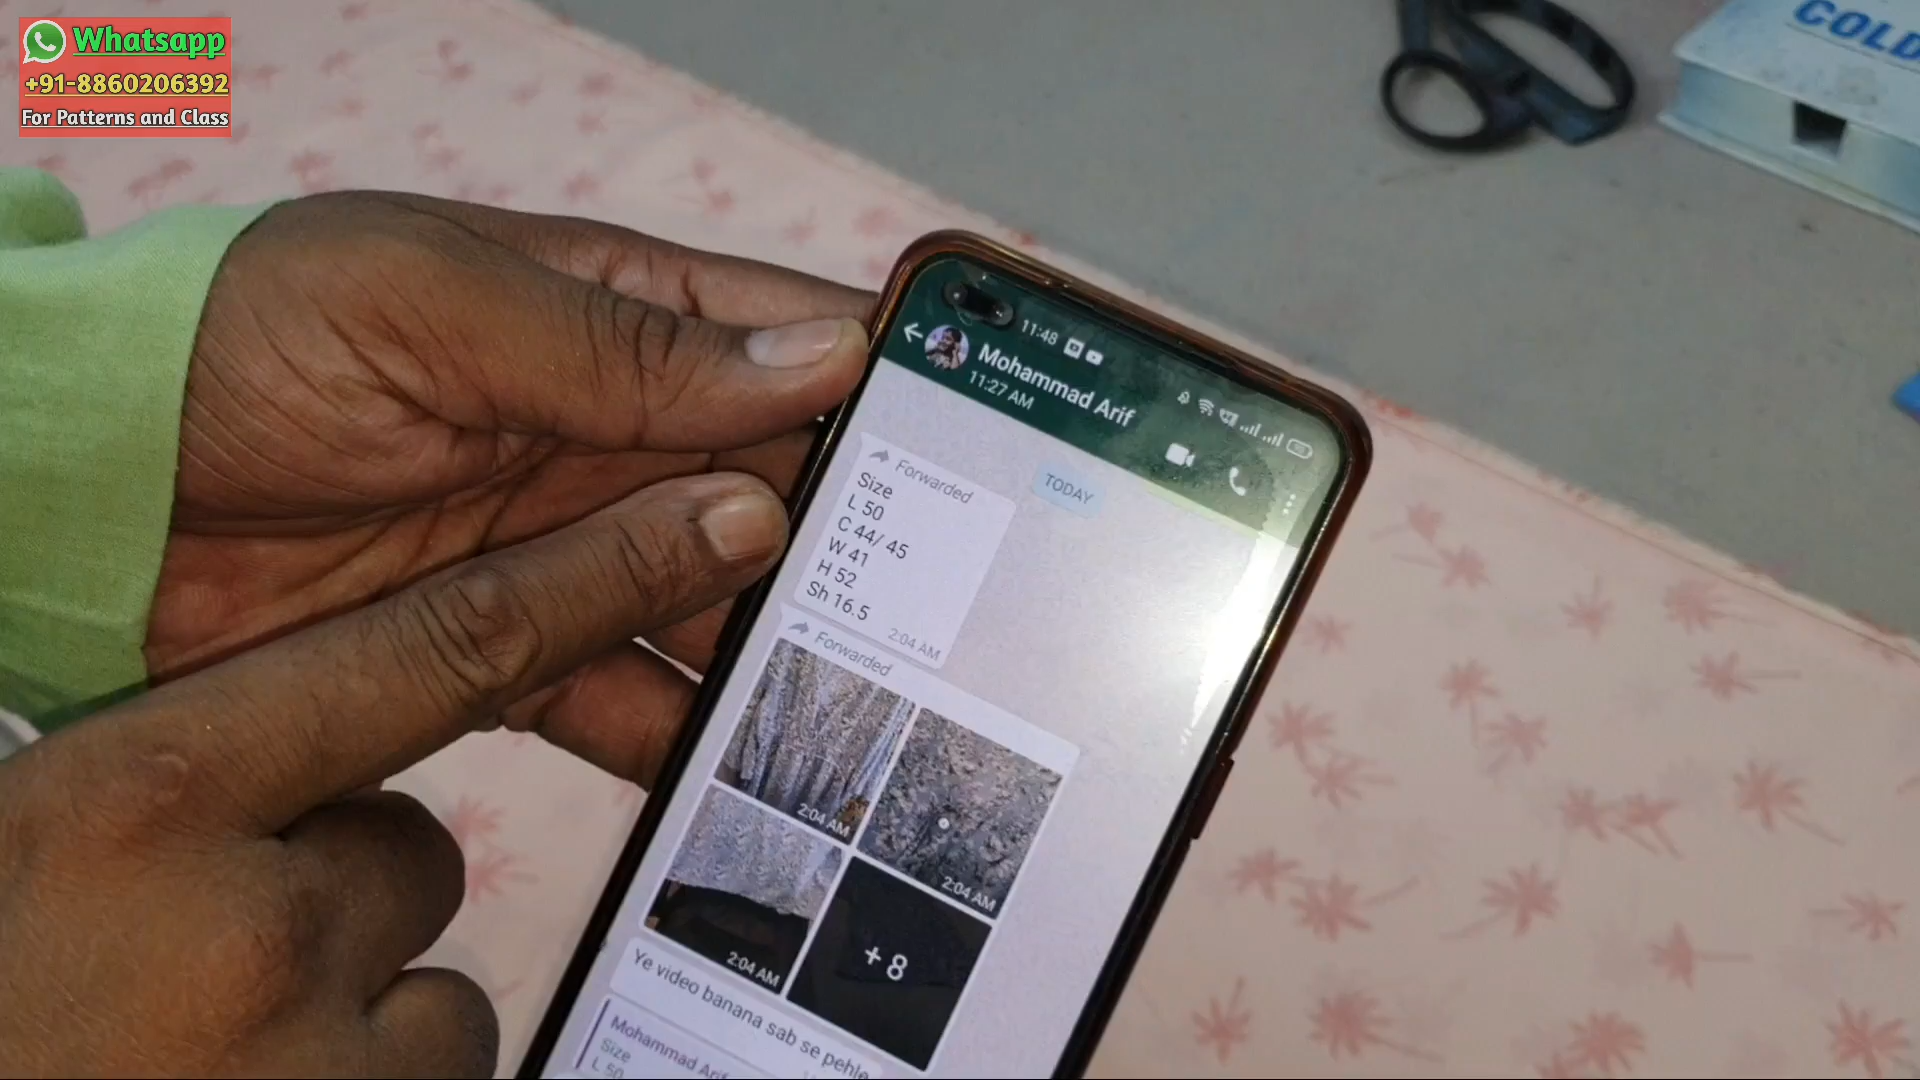 Whatsapp
+91-8860206392
For Patterns and Class
COLD
11:48
Mohammad Arif
11:27 AM
TODAY
Forwarded
Size
L 50
C 44/ 45
W 41
H 52
Sh 16.5
2:04 AM
Forwarded
2:04 AM
2:04 AM
2:04 AM
+ 8
Ye video banana sab se pehle
Mohammad Arif
Size
L 50